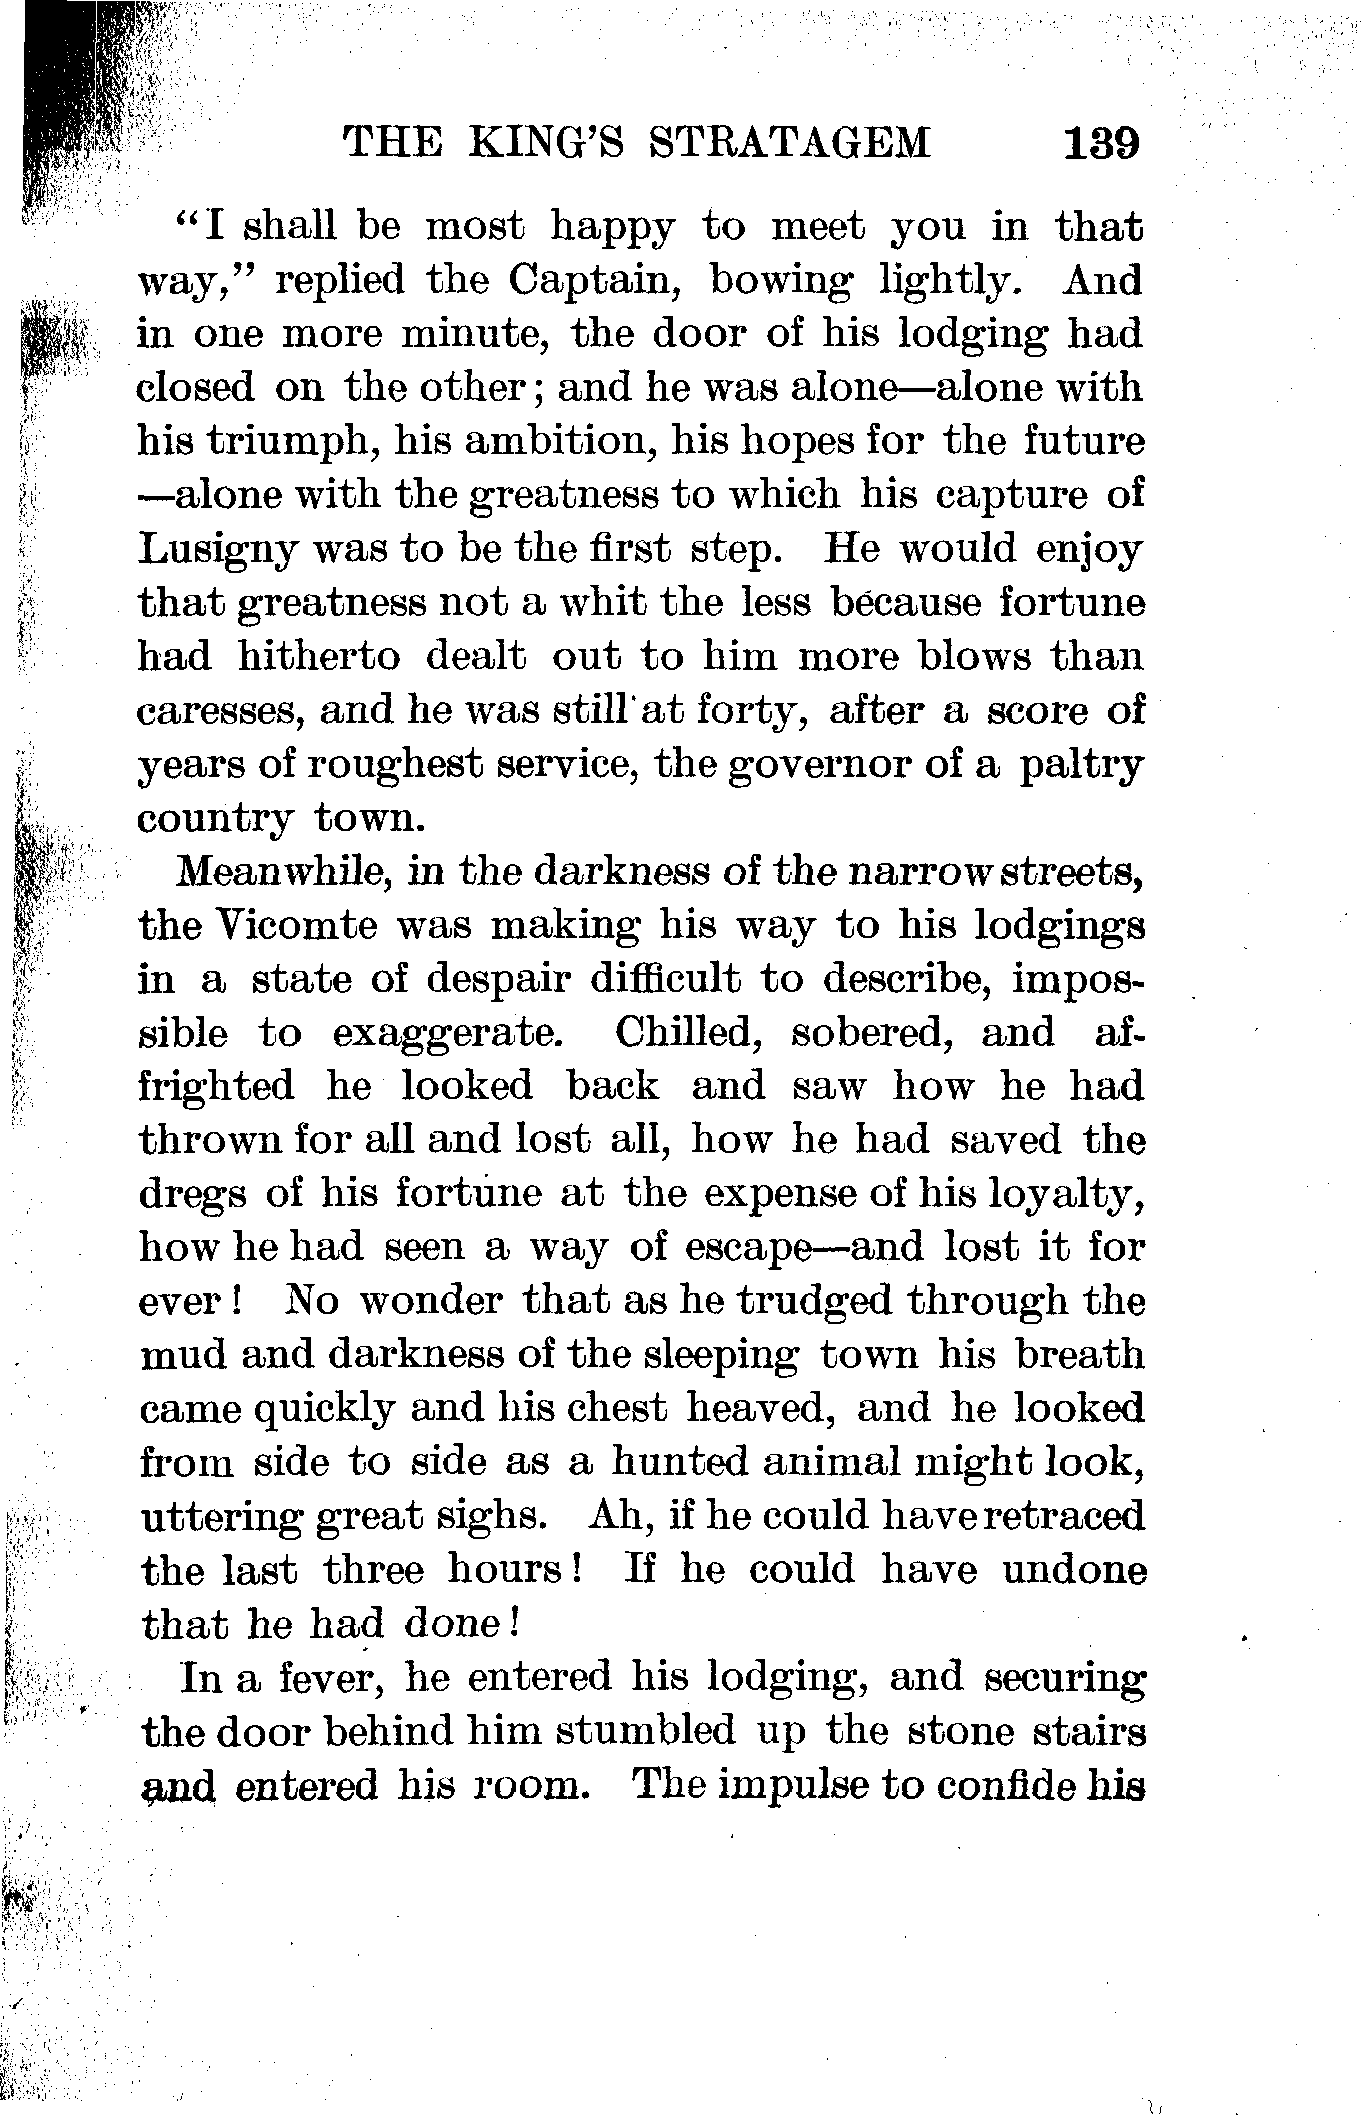 THE KING'S STRATAGEM 139
"I shall be most happy to meet you in that
way," replied the Captain, bowing lightly. And
in one more minute, the door of his lodging had
closed on the other; and he was alone—alone with
his triumph, his ambition, his hopes for the future
—alone with the greatness to which his capture of
Lusigny was to be the first step. He would enjoy
that greatness not a whit the less because fortune
had hitherto dealt out to him more blows than
caresses, and he was still at forty, after a score of
years of roughest service, the governor of a paltry
country town.
Meanwhile, in the darkness of the narrow streets,
the Vicomte was making his way to his lodgings
in a state of despair difficult to describe, impos-
sible to exaggerate. Chilled, sobered, and af-
frighted he looked back and saw how he had
thrown for all and lost all, how he had saved the
dregs of his fortune at the expense of his loyalty,
how he had seen a way of escape—and lost it for
ever! No wonder that as he trudged through the
mud and darkness of the sleeping town his breath
came quickly and his chest heaved, and he looked
from side to side as a hunted animal might look,
uttering great sighs. Ah, if he could have retraced
the last three hours! If he could have undone
that he had done!
In a fever, he entered his lodging, and securing
the door behind him stumbled up the stone stairs
and entered his room. The impulse to confide his